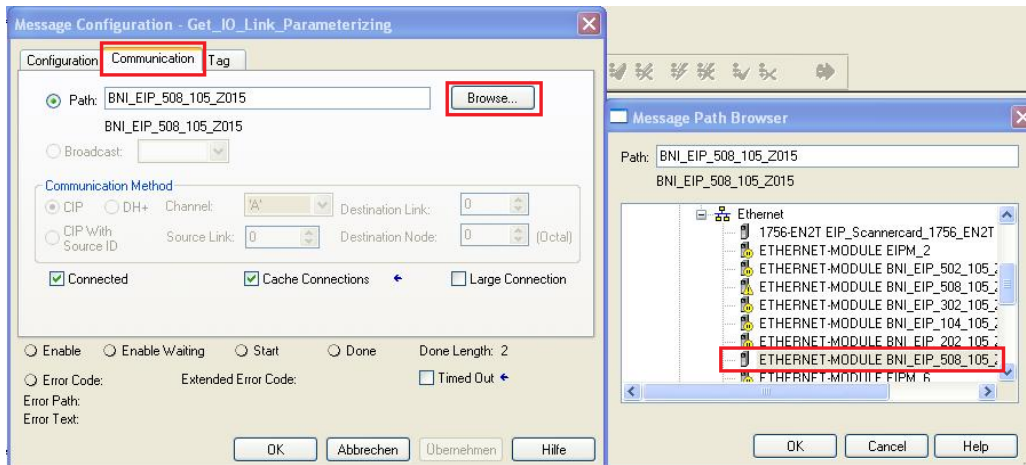 Message Configuration - Get_IO_Link_Parameterizing
Configuration Communication Tag
Path: BNI_EIP_508_105_Z015 Browse...
BNI_EIP_508_105_Z015
Broadcast:
Communication Method
CIP DH+ Channel: 'A' Destination Link: 0
CIP With Source ID Source Link: 0 Destination Node: 0 (Octal)
Connected Cache Connections Large Connection
Enable Enable Waiting Start Done Done Length: 2
Error Code: Extended Error Code: Timed Out
Error Path:
Error Text:
OK Abbrechen Übernehmen Hilfe
Message Path Browser
Path: BNI_EIP_508_105_Z015
BNI_EIP_508_105_Z015
Ethernet
1756-EN2T EIP_Scannercard_1756_EN2T
ETHERNET-MODULE EIPM_2
ETHERNET-MODULE BNI_EIP_502_105_
ETHERNET-MODULE BNI_EIP_508_105_
ETHERNET-MODULE BNI_EIP_302_105_
ETHERNET-MODULE BNI_EIP_104_105_
ETHERNET-MODULE BNI_EIP_202_105_
ETHERNET-MODULE BNI_EIP_508_105_
ETHERNET-MODULE EIPM_6
OK Cancel Help